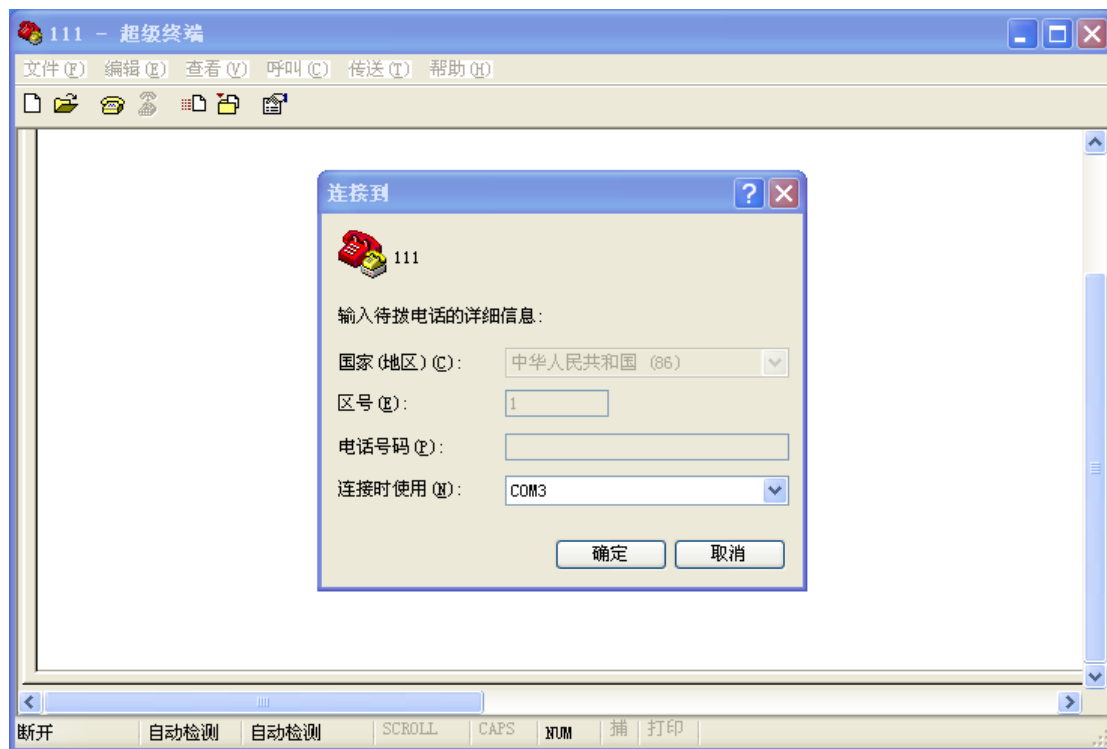 111 - 超级终端
文件(F) 编辑(E) 查看(V) 呼叫(C) 传送(T) 帮助(H)
连接到
111
输入待拨电话的详细信息:
国家(地区)(C): 中华人民共和国 (86)
区号(E): 1
电话号码(P):
连接时使用(N): COM3
确定 取消
断开 自动检测 自动检测 SCROLL CAPS NUM 捕 打印